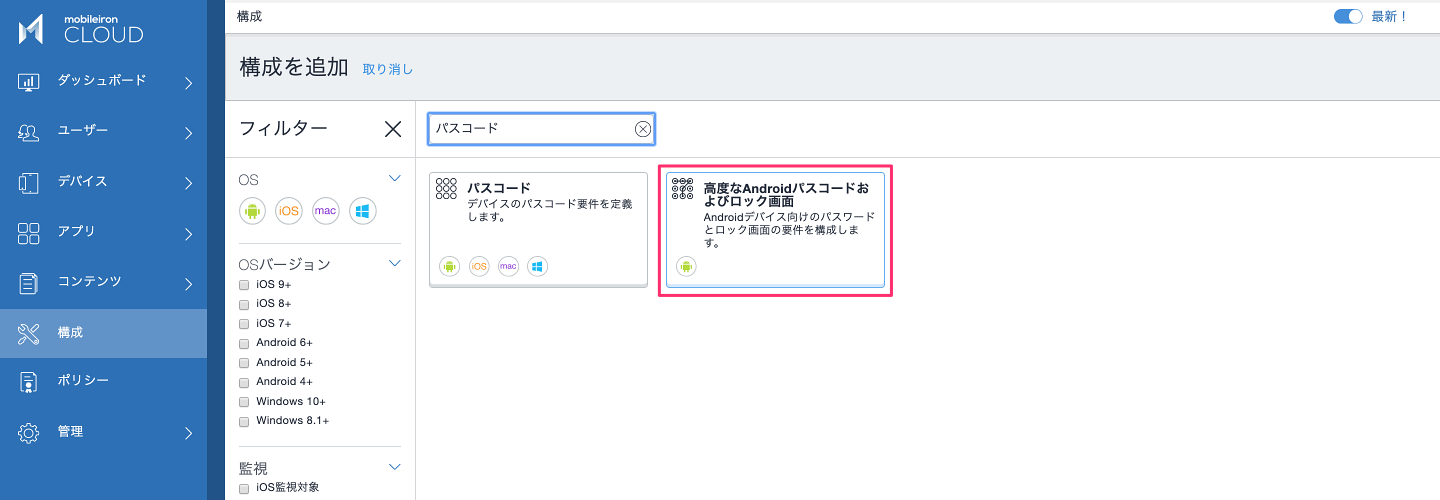 mobileiron
CLOUD
ダッシュボード
ユーザー
デバイス
アプリ
コンテンツ
構成
ポリシー
管理
構成
最新！
構成を追加 取り消し
フィルター
OS
iOS
mac
OSバージョン
iOS 9+
iOS 8+
iOS 7+
Android 6+
Android 5+
Android 4+
Windows 10+
Windows 8.1+
監視
iOS監視対象
パスコード
パスコード
デバイスのパスコード要件を定義
します。
iOS
mac
高度なAndroidパスコードお
よびロック画面
Androidデバイス向けのパスワード
とロック画面の要件を構成しま
す。